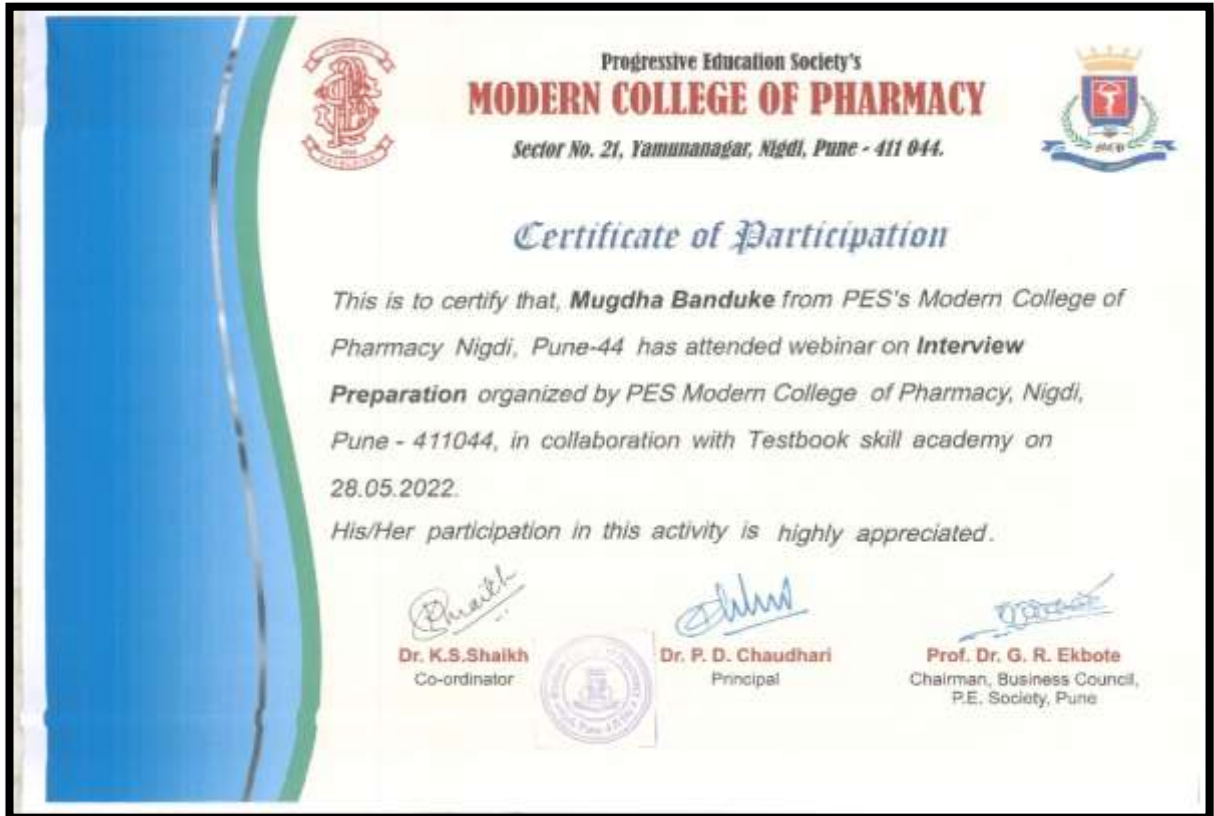 Progressive Education Society's
MODERN COLLEGE OF PHARMACY
Sector No. 21, Yamunanagar, Nigdi, Pune - 411 044.
Certificate of Participation
This is to certify that, Mugdha Banduke from PES's Modern College of
Pharmacy Nigdi, Pune-44 has attended webinar on Interview
Preparation organized by PES Modern College of Pharmacy, Nigdi,
Pune - 411044, in collaboration with Testbook skill academy on
28.05.2022.
His/Her participation in this activity is highly appreciated.
Dr. K.S.Shaikh
Co-ordinator
Dr. P. D. Chaudhari
Principal
Prof. Dr. G. R. Ekbote
Chairman, Business Council,
P.E. Society, Pune